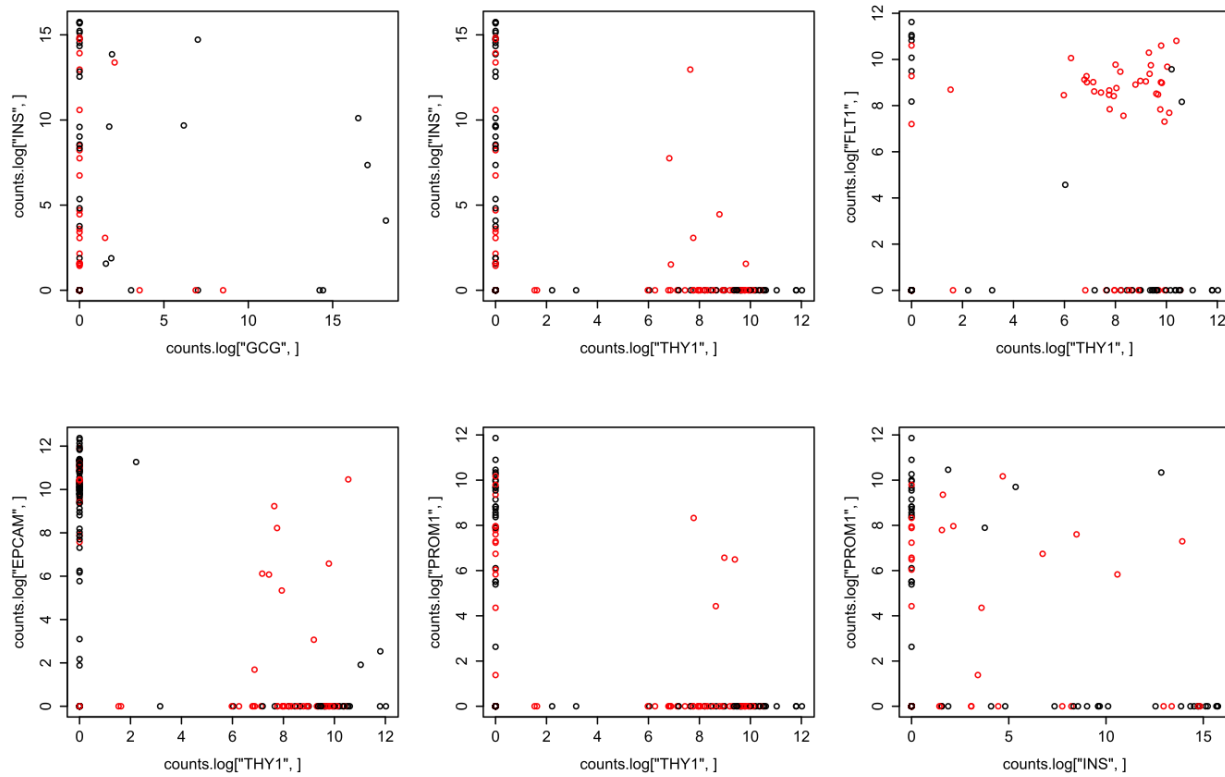 counts.log["INS", ]
0 5 10 15
0 5 10 15
counts.log["GCG", ]
counts.log["INS", ]
0 5 10 15
0 2 4 6 8 10 12
counts.log["THY1", ]
counts.log["FLT1", ]
0 2 4 6 8 10 12
0 2 4 6 8 10 12
counts.log["THY1", ]
counts.log["EPCAM", ]
0 2 4 6 8 10 12
0 2 4 6 8 10 12
counts.log["THY1", ]
counts.log["PROM1", ]
0 2 4 6 8 10 12
0 2 4 6 8 10 12
counts.log["THY1", ]
counts.log["PROM1", ]
0 2 4 6 8 10 12
0 5 10 15
counts.log["INS", ]